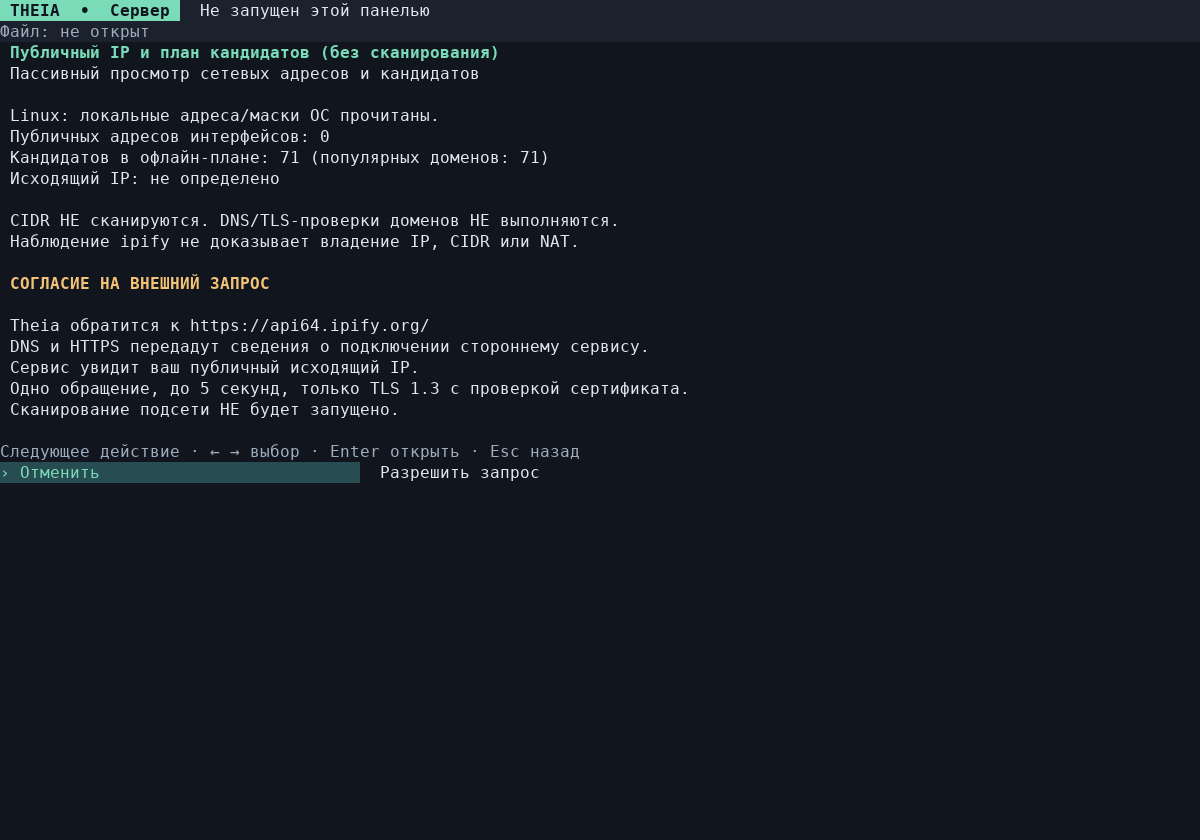 THEIA • Сервер Не запущен этой панелью
Файл: не открыт
Публичный IP и план кандидатов (без сканирования)
Пассивный просмотр сетевых адресов и кандидатов
Linux: локальные адреса/маски ОС прочитаны.
Публичных адресов интерфейсов: 0
Кандидатов в офлайн-плане: 71 (популярных доменов: 71)
Исходящий IP: не определено
CIDR НЕ сканируются. DNS/TLS-проверки доменов НЕ выполняются.
Наблюдение ipify не доказывает владение IP, CIDR или NAT.
СОГЛАСИЕ НА ВНЕШНИЙ ЗАПРОС
Theia обратится к https://api64.ipify.org/
DNS и HTTPS передадут сведения о подключении стороннему сервису.
Сервис увидит ваш публичный исходящий IP.
Одно обращение, до 5 секунд, только TLS 1.3 с проверкой сертификата.
Сканирование подсети НЕ будет запущено.
Следующее действие · ← → выбор · Enter открыть · Esc назад
› Отменить Разрешить запрос